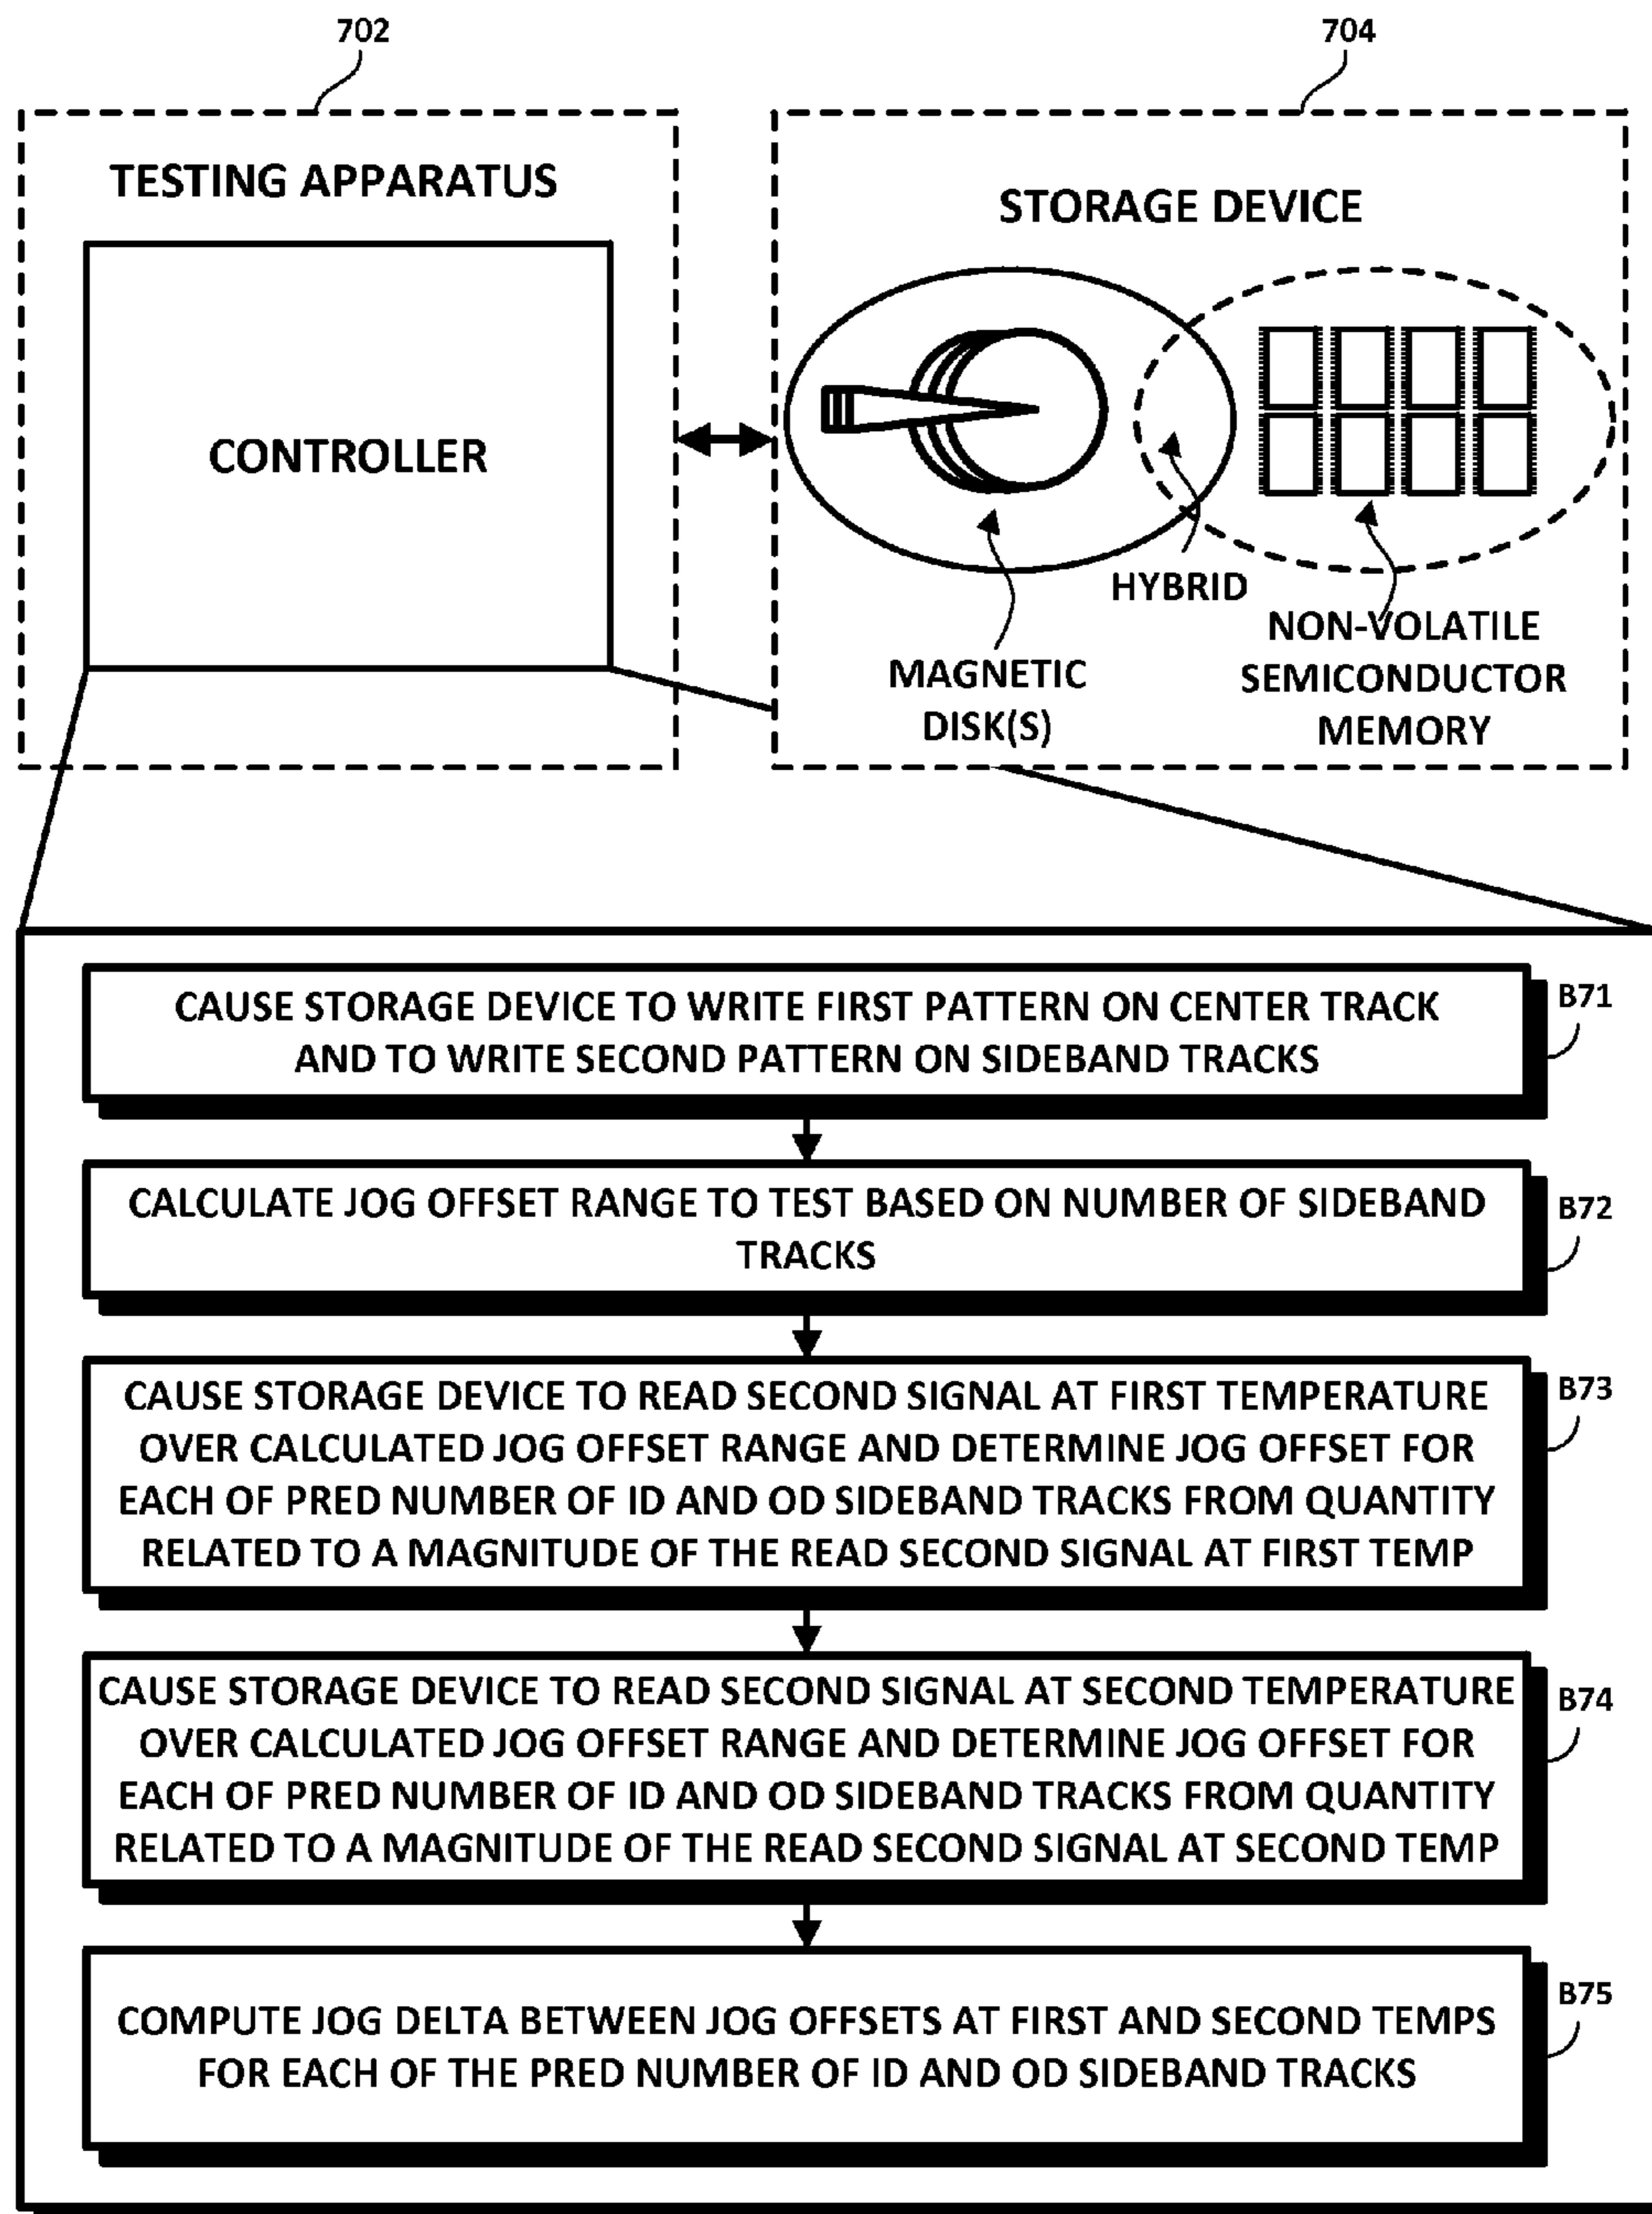 702
704
TESTING APPARATUS
STORAGE DEVICE
CONTROLLER
HYBRID
MAGNETIC
DISK(S)
NON-VOLATILE
SEMICONDUCTOR
MEMORY
CAUSE STORAGE DEVICE TO WRITE FIRST PATTERN ON CENTER TRACK
AND TO WRITE SECOND PATTERN ON SIDEBAND TRACKS
B71
CALCULATE JOG OFFSET RANGE TO TEST BASED ON NUMBER OF SIDEBAND
TRACKS
B72
CAUSE STORAGE DEVICE TO READ SECOND SIGNAL AT FIRST TEMPERATURE
OVER CALCULATED JOG OFFSET RANGE AND DETERMINE JOG OFFSET FOR
EACH OF PRED NUMBER OF ID AND OD SIDEBAND TRACKS FROM QUANTITY
RELATED TO A MAGNITUDE OF THE READ SECOND SIGNAL AT FIRST TEMP
B73
CAUSE STORAGE DEVICE TO READ SECOND SIGNAL AT SECOND TEMPERATURE
OVER CALCULATED JOG OFFSET RANGE AND DETERMINE JOG OFFSET FOR
EACH OF PRED NUMBER OF ID AND OD SIDEBAND TRACKS FROM QUANTITY
RELATED TO A MAGNITUDE OF THE READ SECOND SIGNAL AT SECOND TEMP
B74
COMPUTE JOG DELTA BETWEEN JOG OFFSETS AT FIRST AND SECOND TEMPS
FOR EACH OF THE PRED NUMBER OF ID AND OD SIDEBAND TRACKS
B75